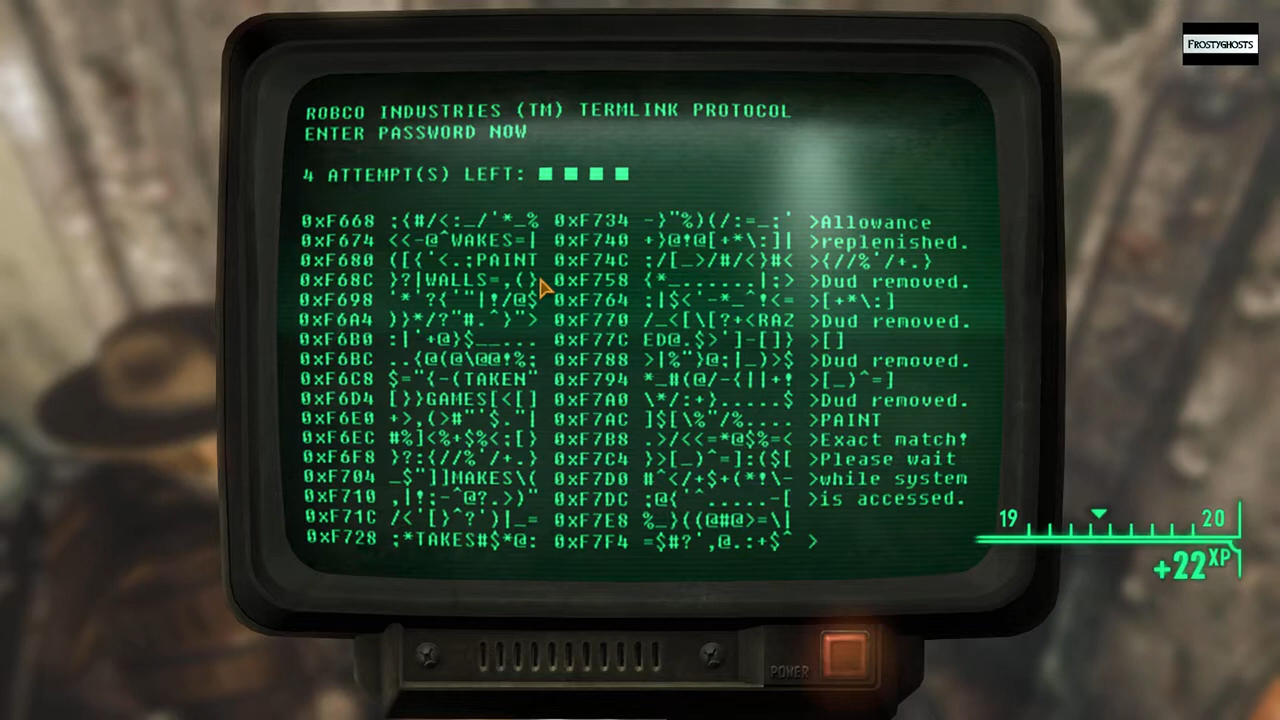 FROSTYGHOSTS
ROBCO INDUSTRIES (TM) TERMLINK PROTOCOL
ENTER PASSWORD NOW
4 ATTEMPT(S) LEFT: ■ ■ ■ ■
0xF668 ;{#/<:_/'*_% 0xF734 -}"%)(/:=_;' >Allowance
0xF674 <<-@^WAKES=| 0xF740 +}@!@[+*\:]| >replenished.
0xF680 ([{'<.;PAINT 0xF74C :/[_>/#/<}#< >{//%'/+.}
0xF68C }?|WALLS=,(} 0xF758 {*_......|;> >Dud removed.
0xF698 '*'?{'"|!/@$ 0xF764 ;|$<'-*_^!<= >[+*\:]
0xF6A4 )}*/?"#.^}"> 0xF770 /_<[\[?+<RAZ >Dud removed.
0xF6B0 :|'+@}$__... 0xF77C ED@.$>']-[]} >[]
0xF6BC ..{@(@\@@!%; 0xF788 >|%"}@;|_)>$ >Dud removed.
0xF6C8 $="{-(TAKEN" 0xF794 *_#(@/-{||+! >[_)^=]
0xF6D4 [}}GAMES[<[] 0xF7A0 \*/:+}.....$ >Dud removed.
0xF6E0 +>,(>#"'$."| 0xF7AC ]$[\%"/%.... >PAINT
0xF6EC #%]<%+$%<;[} 0xF7B8 .>/<<=*@$%=< >Exact match!
0xF6F8 }?:{//%'/+.} 0xF7C4 }>[_)^=]:($[ >Please wait
0xF704 _$"]]MAKES\( 0xF7D0 #^</+$+(*!\- >while system
0xF710 ,|!:-^@?.>)" 0xF7DC :@{'^.....-[ >is accessed.
0xF71C /<'[}^?')|_= 0xF7E8 %_}((@#@>=\|
0xF728 ;*TAKES#$*@: 0xF7F4 =$#?',@.:+$^ >
19 20
+22 XP
POWER